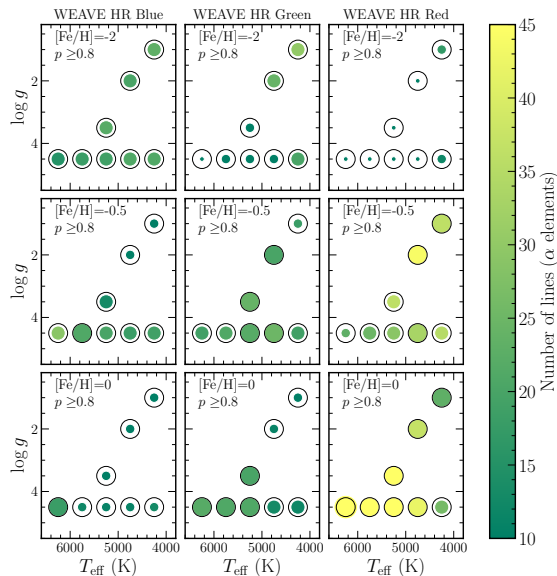 WEAVE HR Blue WEAVE HR Green WEAVE HR Red
[Fe/H]=-2 [Fe/H]=-2 [Fe/H]=-2
p ≥0.8 p ≥0.8 p ≥0.8
2
4
log g
[Fe/H]=-0.5 [Fe/H]=-0.5 [Fe/H]=-0.5
p ≥0.8 p ≥0.8 p ≥0.8
2
4
log g
[Fe/H]=0 [Fe/H]=0 [Fe/H]=0
p ≥0.8 p ≥0.8 p ≥0.8
2
4
log g
6000 5000 4000 6000 5000 4000 6000 5000 4000
Teff (K) Teff (K) Teff (K)
45
40
35
30
25
20
15
10
Number of lines (α elements)